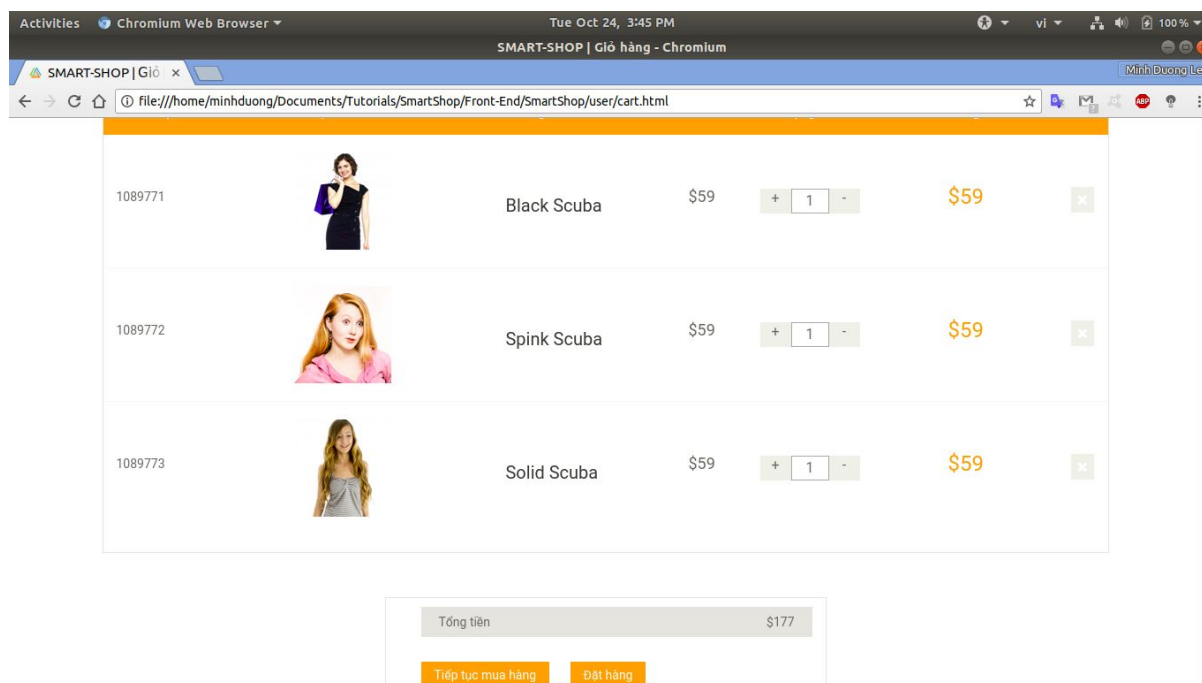 Activities Chromium Web Browser Tue Oct 24, 3:45 PM vi 100 %
SMART-SHOP | Giỏ hàng - Chromium
SMART-SHOP | Giỏ × Minh Duong Le
file:///home/minhduong/Documents/Tutorials/SmartShop/Front-End/SmartShop/user/cart.html ABP
1089771 Black Scuba $59 + 1 - $59 ×
1089772 Spink Scuba $59 + 1 - $59 ×
1089773 Solid Scuba $59 + 1 - $59 ×
Tổng tiền $177
Tiếp tục mua hàng Đặt hàng